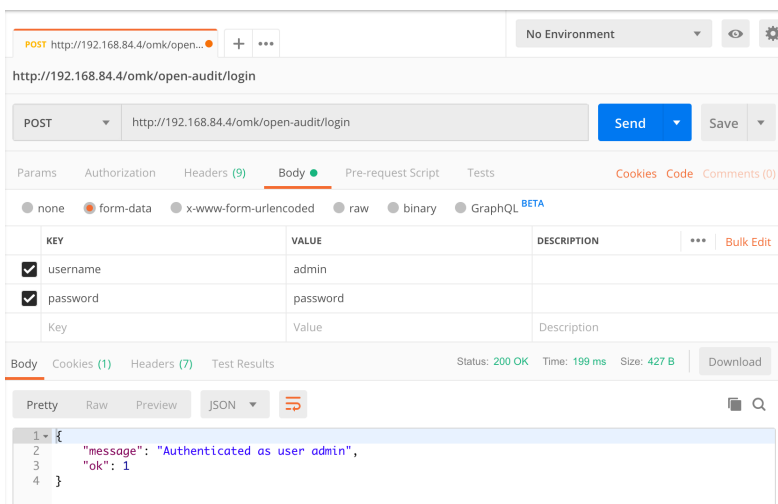 POST http://192.168.84.4/omk/open... + ••• No Environment
http://192.168.84.4/omk/open-audit/login
POST http://192.168.84.4/omk/open-audit/login Send Save
Params Authorization Headers (9) Body Pre-request Script Tests Cookies Code Comments (0)
none form-data x-www-form-urlencoded raw binary GraphQL BETA
KEY VALUE DESCRIPTION ••• Bulk Edit
username admin
password password
Key Value Description
Body Cookies (1) Headers (7) Test Results Status: 200 OK Time: 199 ms Size: 427 B Download
Pretty Raw Preview JSON
1 {
2 "message": "Authenticated as user admin",
3 "ok": 1
4 }